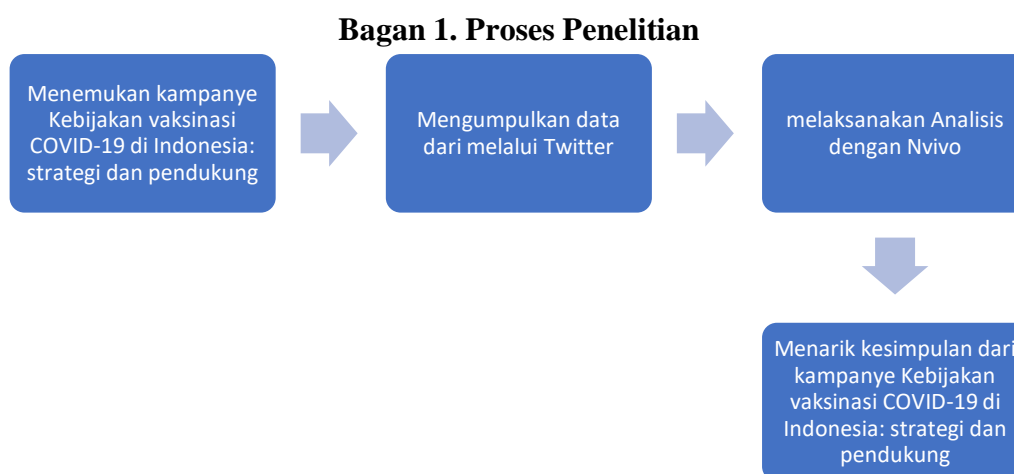 Bagan 1. Proses Penelitian
Menemukan kampanye
Kebijakan vaksinasi
COVID-19 di Indonesia:
strategi dan pendukung
Mengumpulkan data
dari melalui Twitter
melaksanakan Analisis
dengan Nvivo
Menarik kesimpulan dari
kampanye Kebijakan
vaksinasi COVID-19 di
Indonesia: strategi dan
pendukung